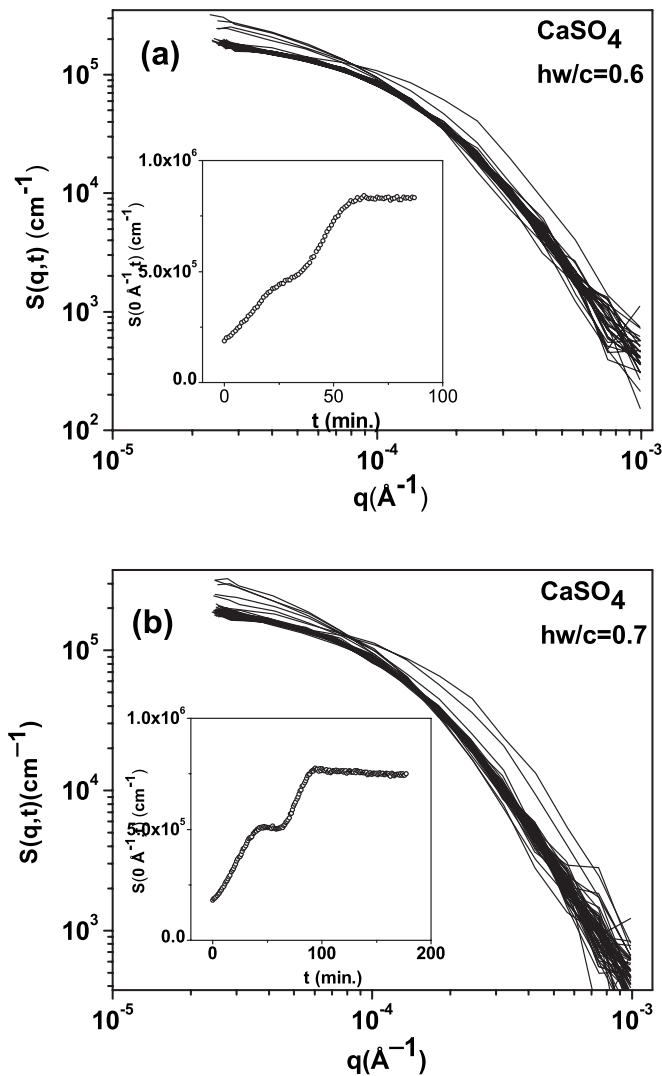 (a)
CaSO4
hw/c=0.6
S(q,t) (cm-1)
10^5
10^4
10^3
10^2
1.0x10^6
5.0x10^5
0.0
S(0 Å-1, t) (cm-1)
0 50 100
t (min.)
10^-5 10^-4 10^-3
q(Å-1)
(b)
CaSO4
hw/c=0.7
S(q,t)(cm−1)
10^5
10^4
10^3
1.0x10^6
5.0x10^5
0.0
S(0 Å-1, t) (cm-1)
0 100 200
t (min.)
10^-5 10^-4 10^-3
q(Å−1)